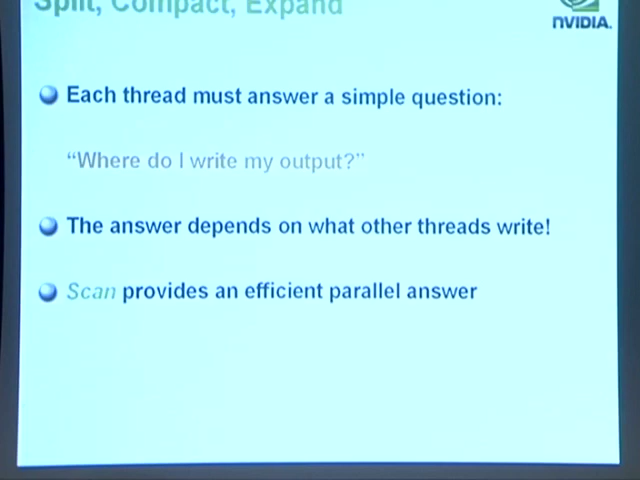 Split, Compact, Expand
NVIDIA.
Each thread must answer a simple question:
“Where do I write my output?”
The answer depends on what other threads write!
Scan provides an efficient parallel answer